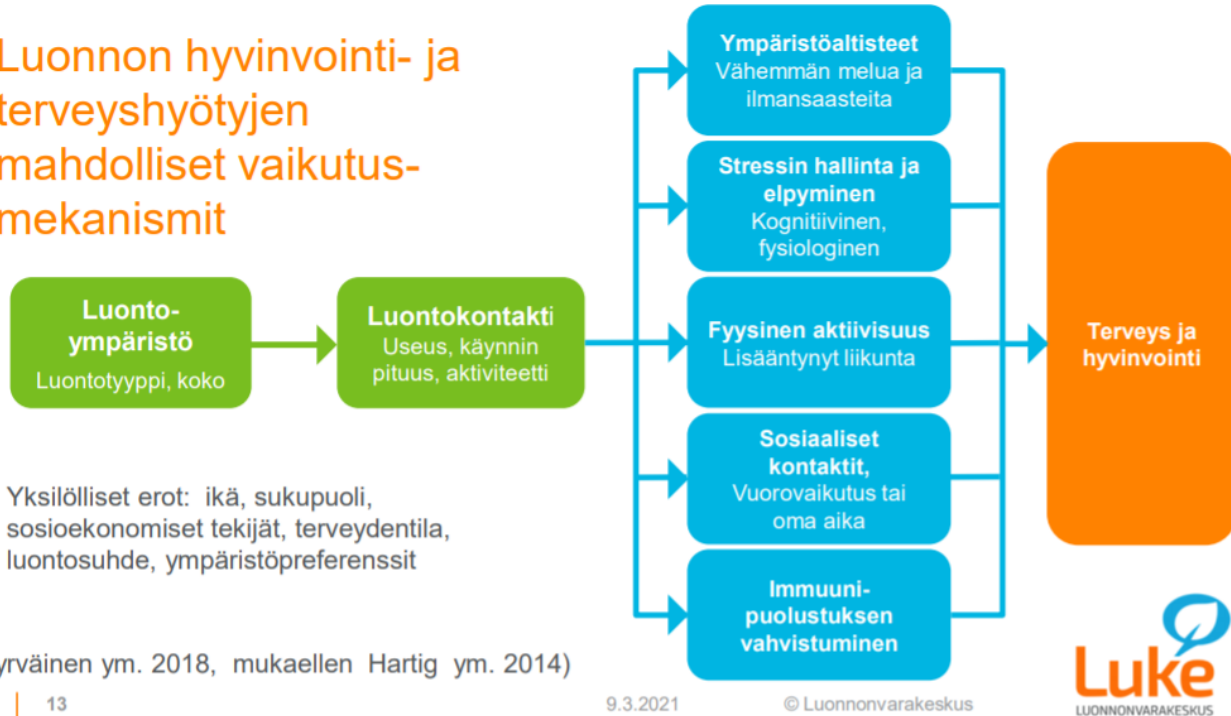 Luonnon hyvinvointi- ja
terveyshyötyjen
mahdolliset vaikutus-
mekanismit
Luonto-
ympäristö
Luontotyyppi, koko
Luontokontakti
Useus, käynnin
pituus, aktiviteetti
Ympäristöaltisteet
Vähemmän melua ja
ilmansaasteita
Stressin hallinta ja
elpyminen
Kognitiivinen,
fysiologinen
Fyysinen aktiivisuus
Lisääntynyt liikunta
Sosiaaliset
kontaktit,
Vuorovaikutus tai
oma aika
Immuuni-
puolustuksen
vahvistuminen
Terveys ja
hyvinvointi
Yksilölliset erot: ikä, sukupuoli,
sosioekonomiset tekijät, terveydentila,
luontosuhde, ympäristöpreferenssit
yrväinen ym. 2018, mukaellen Hartig ym. 2014)
13
9.3.2021
© Luonnonvarakeskus
Luke
LUONNONVARAKESKUS